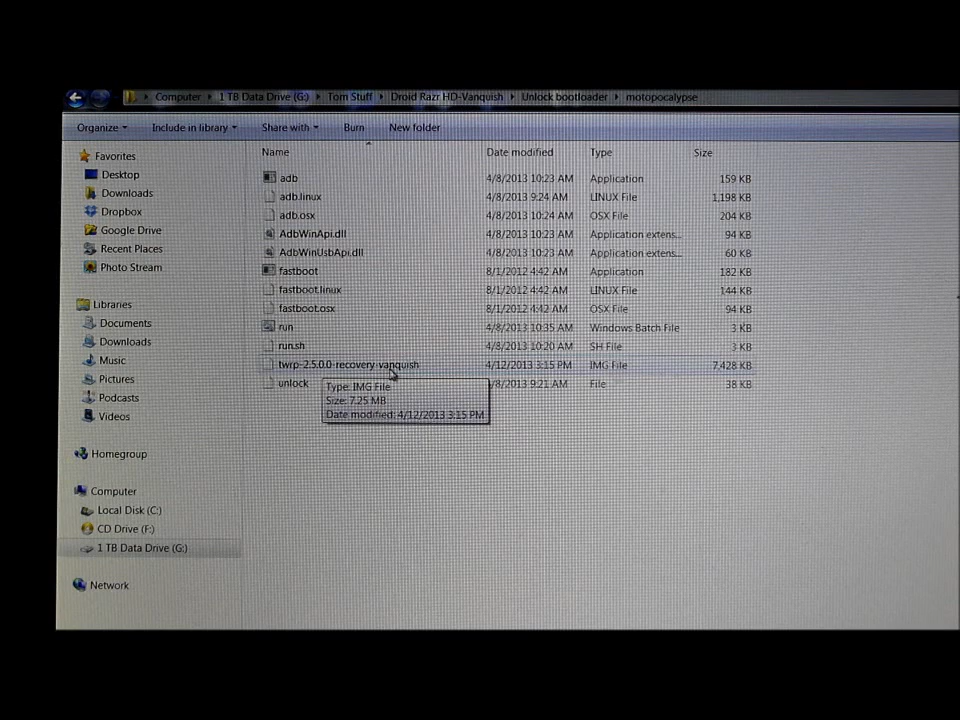 Computer 1 TB Data Drive (G:) Tom Stuff Droid Razr HD-Vanquish Unlock bootloader motopocalypse
Organize Include in library Share with Burn New folder
Favorites
Desktop
Downloads
Dropbox
Google Drive
Recent Places
Photo Stream
Libraries
Documents
Downloads
Music
Pictures
Podcasts
Videos
Homegroup
Computer
Local Disk (C:)
CD Drive (F:)
1 TB Data Drive (G:)
Network
Name Date modified Type Size
adb 4/8/2013 10:23 AM Application 159 KB
adb.linux 4/8/2013 9:24 AM LINUX File 1,198 KB
adb.osx 4/8/2013 10:24 AM OSX File 204 KB
AdbWinApi.dll 4/8/2013 10:23 AM Application extens... 94 KB
AdbWinUsbApi.dll 4/8/2013 10:23 AM Application extens... 60 KB
fastboot 8/1/2012 4:42 AM Application 182 KB
fastboot.linux 8/1/2012 4:42 AM LINUX File 144 KB
fastboot.osx 8/1/2012 4:42 AM OSX File 94 KB
run 4/8/2013 10:35 AM Windows Batch File 3 KB
run.sh 4/8/2013 10:20 AM SH File 3 KB
twrp-2.5.0.0-recovery-vanquish 4/12/2013 3:15 PM IMG File 7,428 KB
unlock /8/2013 9:21 AM File 38 KB
Type: IMG File
Size: 7.25 MB
Date modified: 4/12/2013 3:15 PM